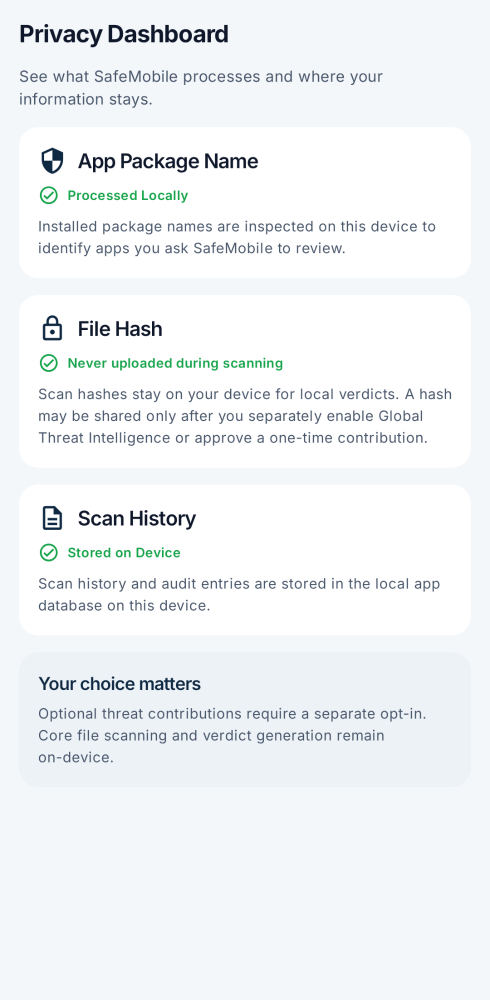 Privacy Dashboard
See what SafeMobile processes and where your
information stays.
App Package Name
Processed Locally
Installed package names are inspected on this device to
identify apps you ask SafeMobile to review.
File Hash
Never uploaded during scanning
Scan hashes stay on your device for local verdicts. A hash
may be shared only after you separately enable Global
Threat Intelligence or approve a one-time contribution.
Scan History
Stored on Device
Scan history and audit entries are stored in the local app
database on this device.
Your choice matters
Optional threat contributions require a separate opt-in.
Core file scanning and verdict generation remain
on-device.